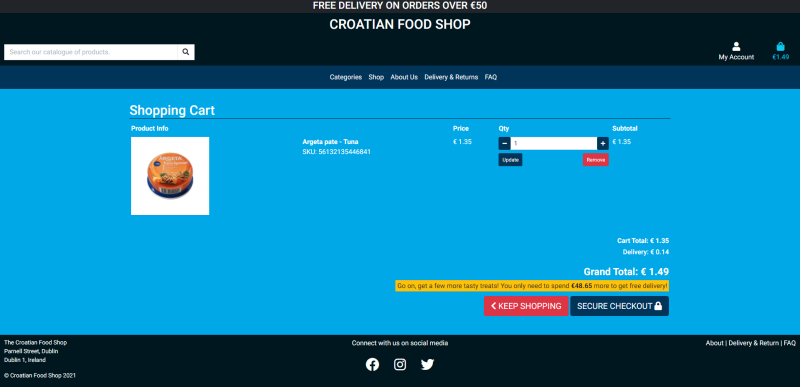 FREE DELIVERY ON ORDERS OVER €50
CROATIAN FOOD SHOP
Search our catalogue of products.
My Account
€1.49
Categories Shop About Us Delivery & Returns FAQ
Shopping Cart
Product Info Price Qty Subtotal
Argeta pate - Tuna € 1.35 1 € 1.35
SKU: 56132135446841
Update Remove
ARGETA
Cart Total: € 1.35
Delivery: € 0.14
Grand Total: € 1.49
Go on, get a few more tasty treats! You only need to spend €48.65 more to get free delivery!
KEEP SHOPPING SECURE CHECKOUT
The Croatian Food Shop
Parnell Street, Dublin
Dublin 1, Ireland
© Croatian Food Shop 2021
Connect with us on social media
About | Delivery & Return | FAQ